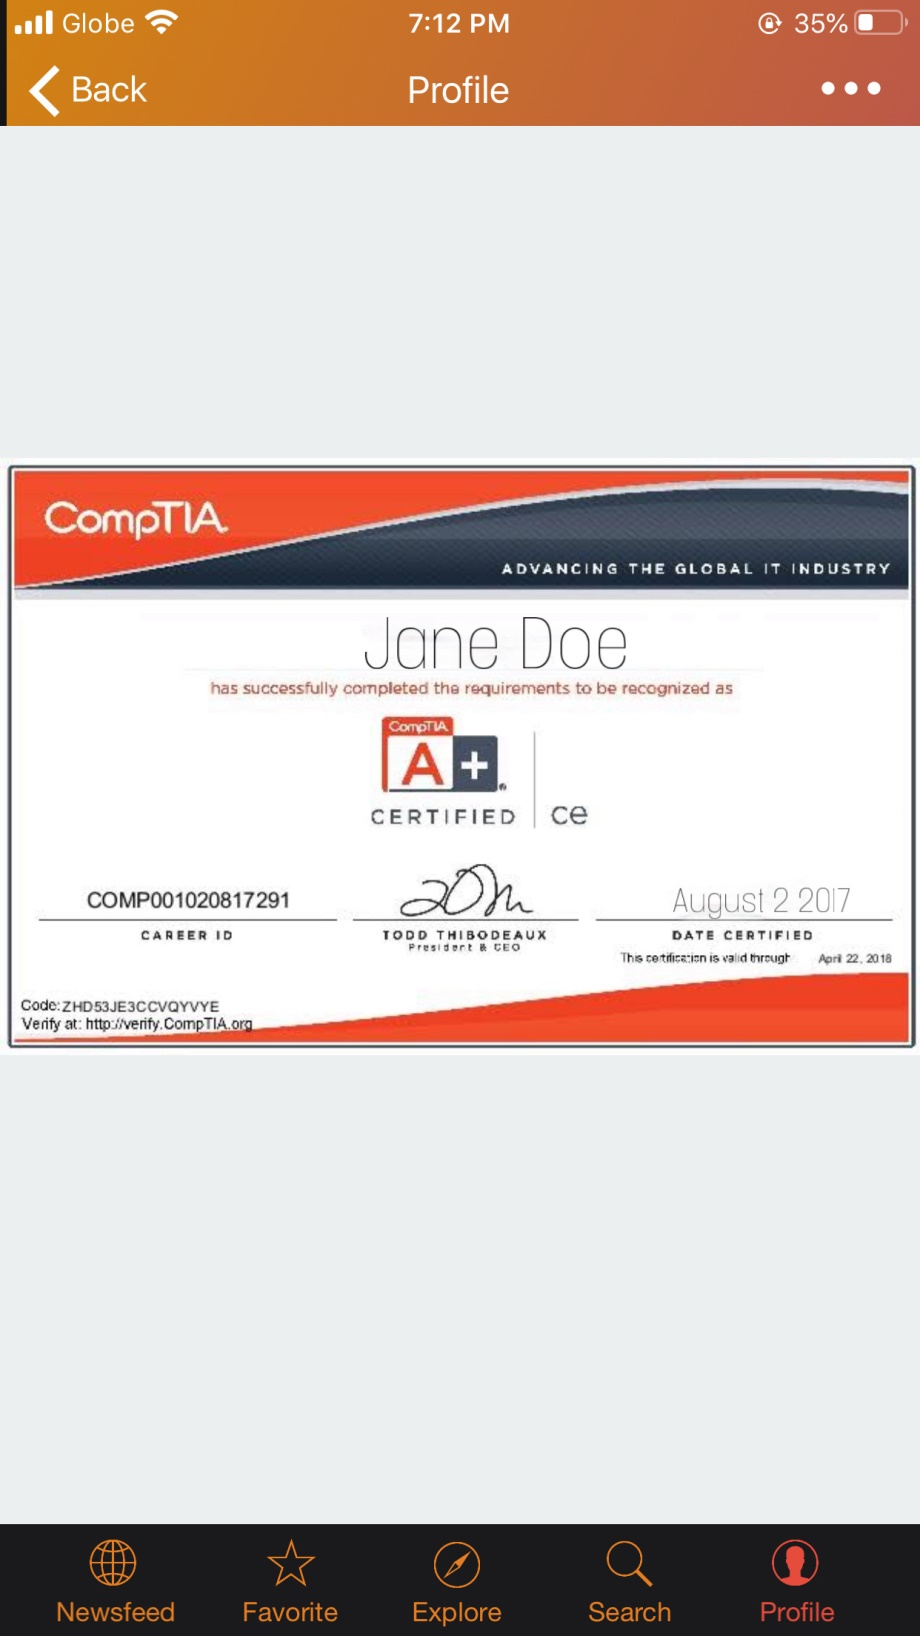 Globe 7:12 PM 35%
Back Profile
CompTIA.
ADVANCING THE GLOBAL IT INDUSTRY
Jane Doe
has successfully completed the requirements to be recognized as
CompTIA
A+®
CERTIFIED ce
COMP001020817291
CAREER ID
TODD THIBODEAUX
President & CEO
August 2 2017
DATE CERTIFIED
This certification is valid through April 22, 2018
Code: ZHD53JE3CCVQYVYE
Verify at: http://verify.CompTIA.org
Newsfeed Favorite Explore Search Profile